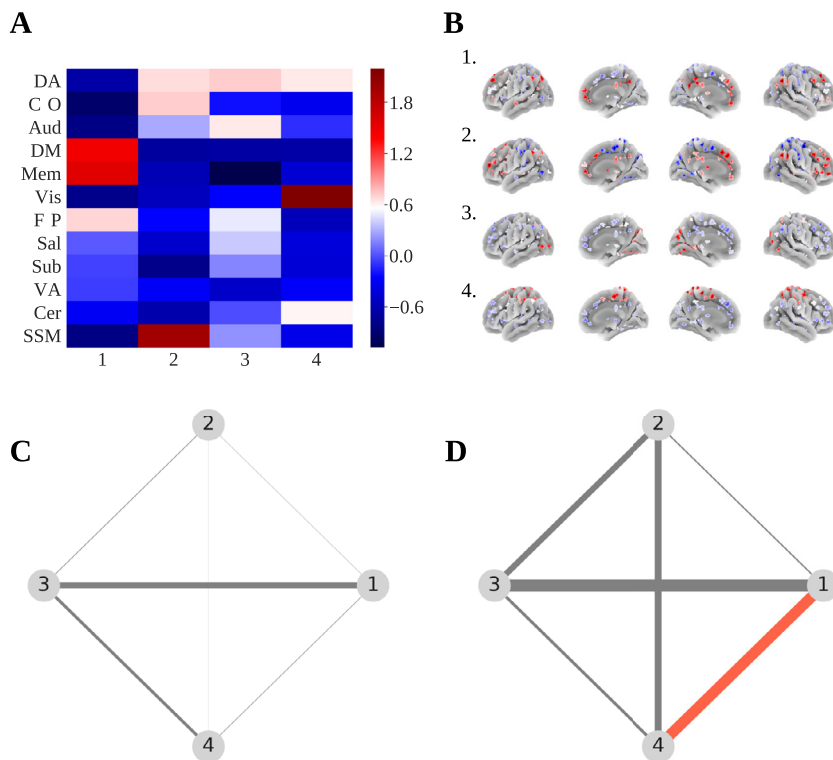 A
DA
C O
Aud
DM
Mem
Vis
F P
Sal
Sub
VA
Cer
SSM
1 2 3 4
1.8
1.2
0.6
0.0
−0.6
B
1.
2.
3.
4.
C
2
3
1
4
D
2
3
1
4